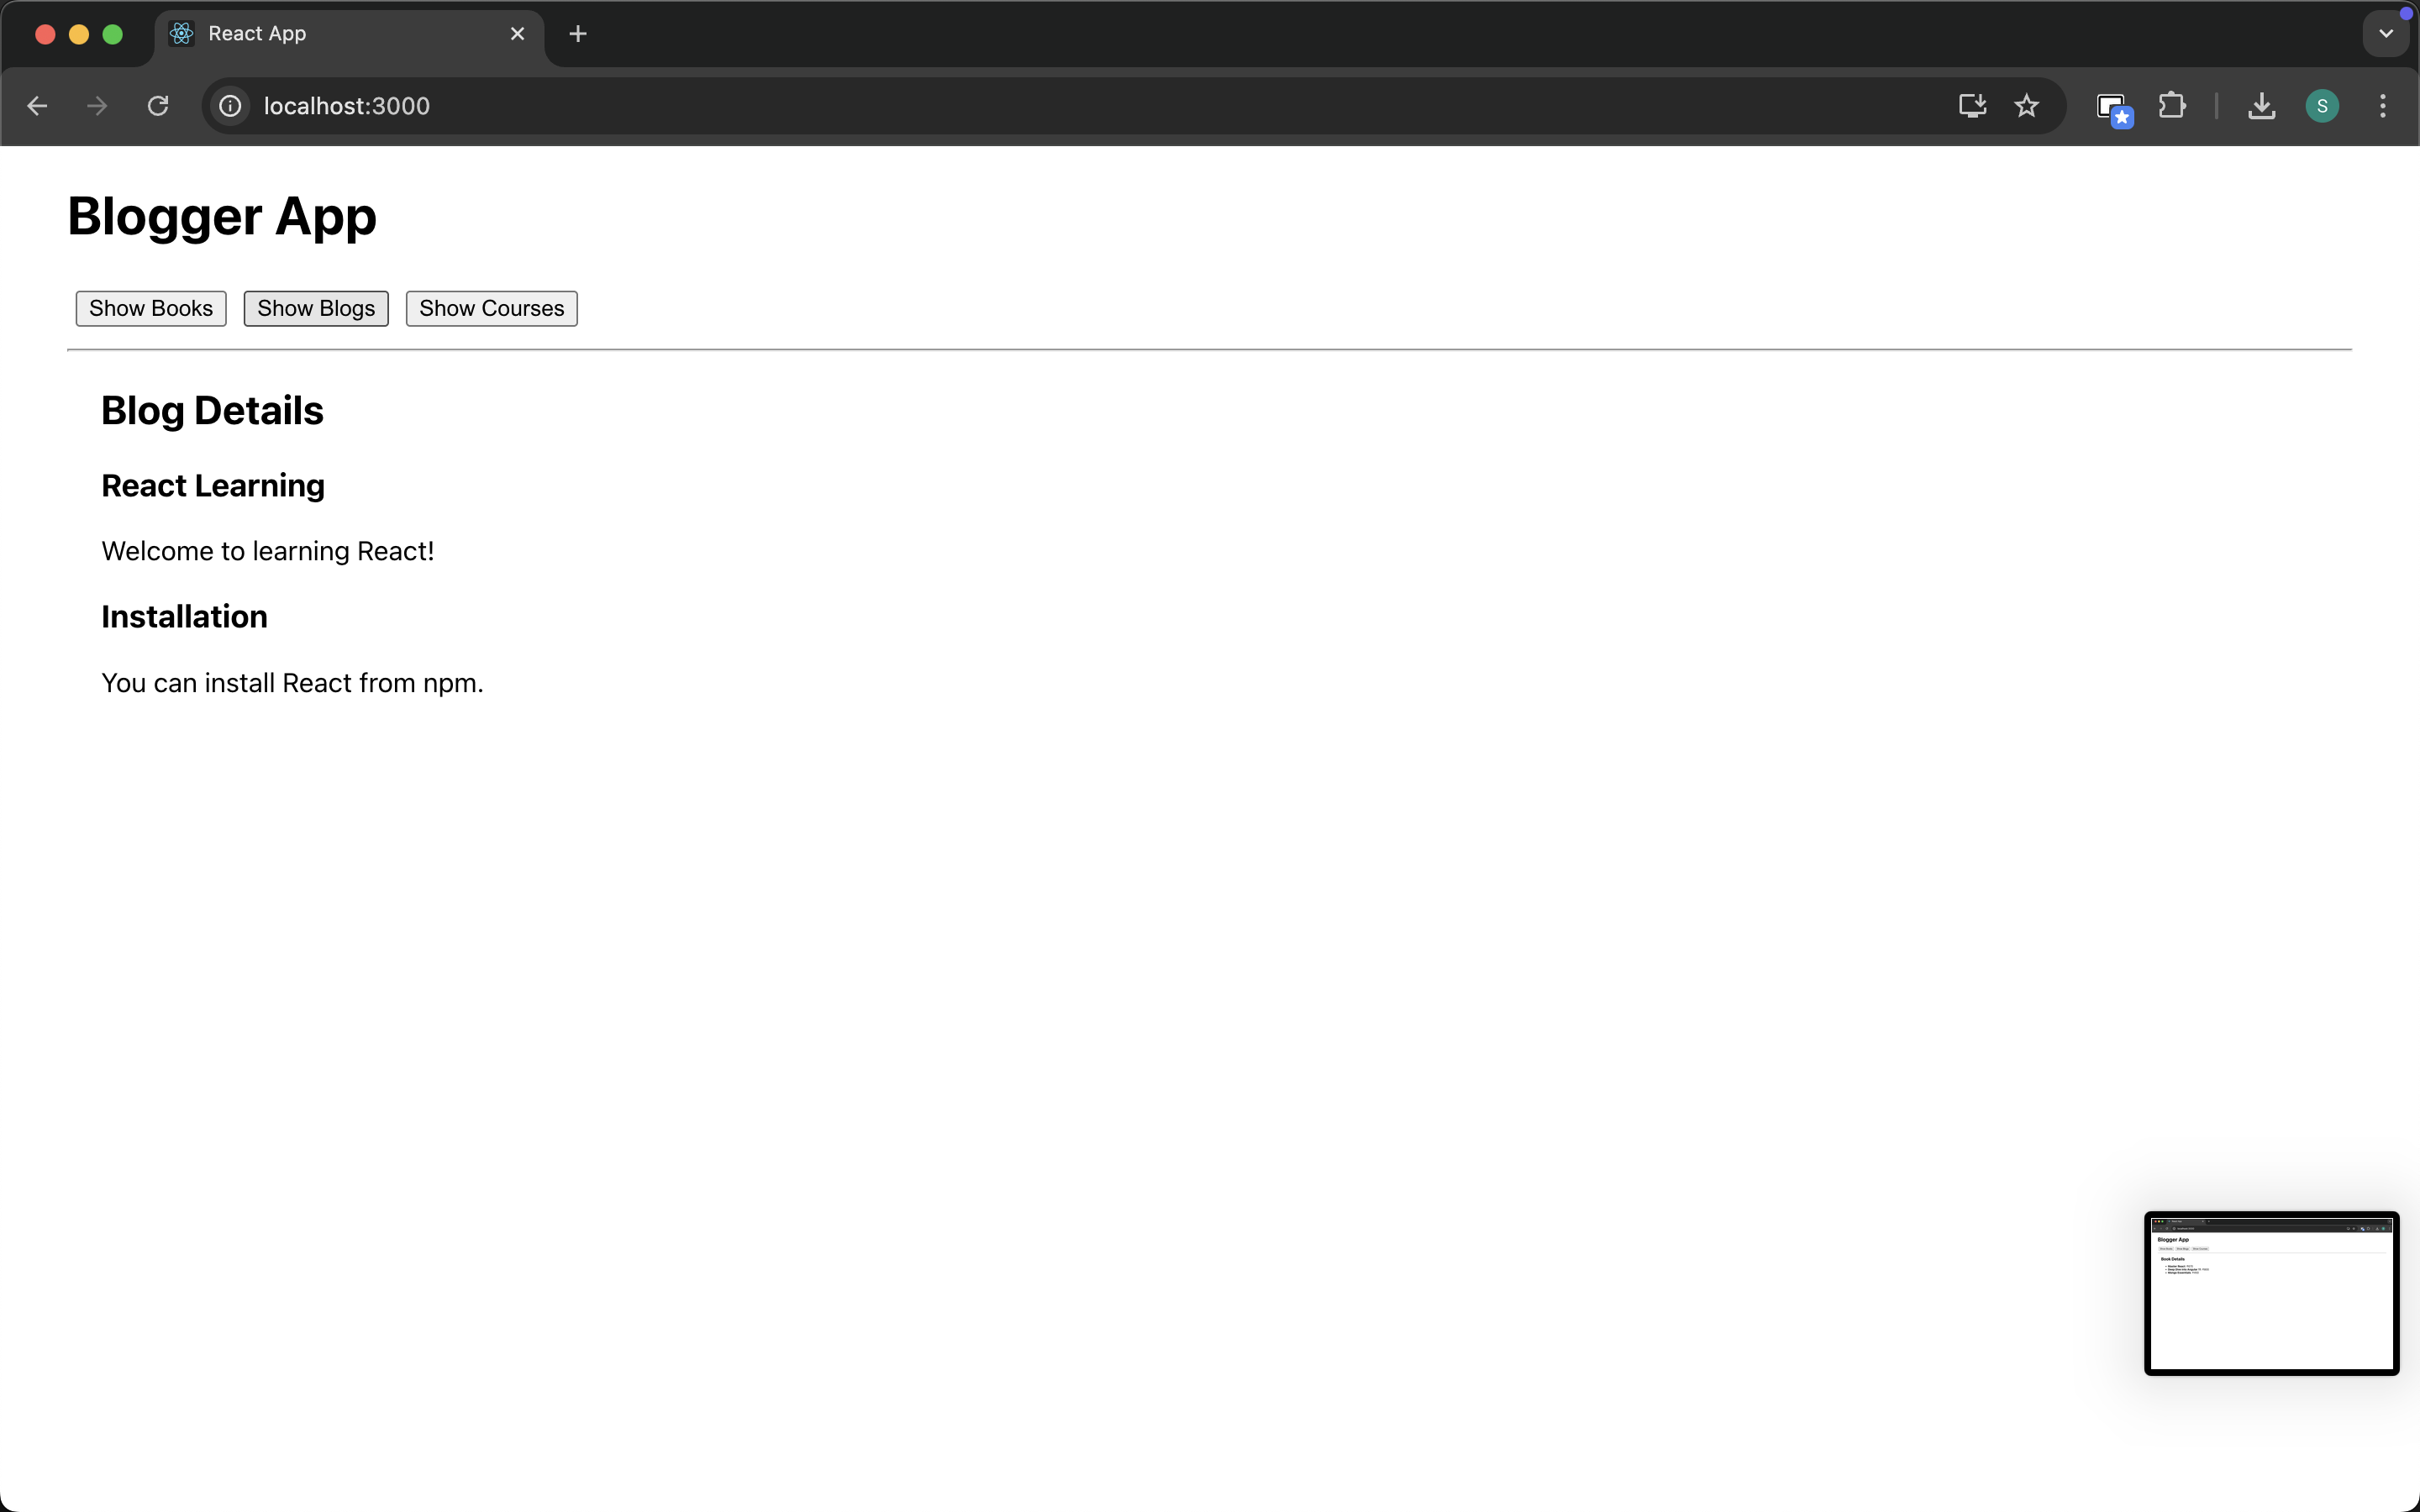 React App
localhost:3000
S
Blogger App
Show Books Show Blogs Show Courses
Blog Details
React Learning
Welcome to learning React!
Installation
You can install React from npm.
Blogger App
Book Details